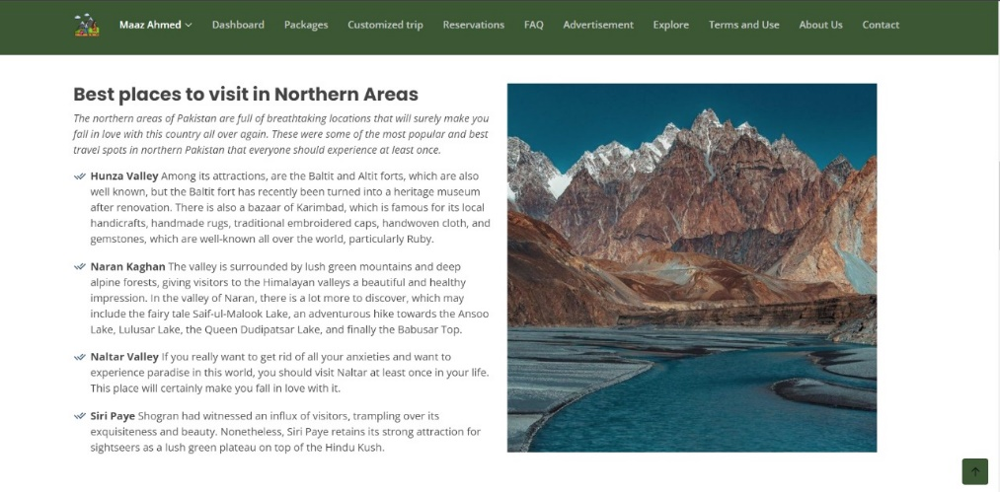 Maaz Ahmed Dashboard Packages Customized trip Reservations FAQ Advertisement Explore Terms and Use About Us Contact
Best places to visit in Northern Areas
The northern areas of Pakistan are full of breathtaking locations that will surely make you
fall in love with this country all over again. These were some of the most popular and best
travel spots in northern Pakistan that everyone should experience at least once.
Hunza Valley Among its attractions, are the Baltit and Altit forts, which are also
well known, but the Baltit fort has recently been turned into a heritage museum
after renovation. There is also a bazaar of Karimbad, which is famous for its local
handicrafts, handmade rugs, traditional embroidered caps, handwoven cloth, and
gemstones, which are well-known all over the world, particularly Ruby.
Naran Kaghan The valley is surrounded by lush green mountains and deep
alpine forests, giving visitors to the Himalayan valleys a beautiful and healthy
impression. In the valley of Naran, there is a lot more to discover, which may
include the fairy tale Saif-ul-Malook Lake, an adventurous hike towards the Ansoo
Lake, Lulusar Lake, the Queen Dudipatsar Lake, and finally the Babusar Top.
Naltar Valley If you really want to get rid of all your anxieties and want to
experience paradise in this world, you should visit Naltar at least once in your life.
This place will certainly make you fall in love with it.
Siri Paye Shogran had witnessed an influx of visitors, trampling over its
exquisiteness and beauty. Nonetheless, Siri Paye retains its strong attraction for
sightseers as a lush green plateau on top of the Hindu Kush.